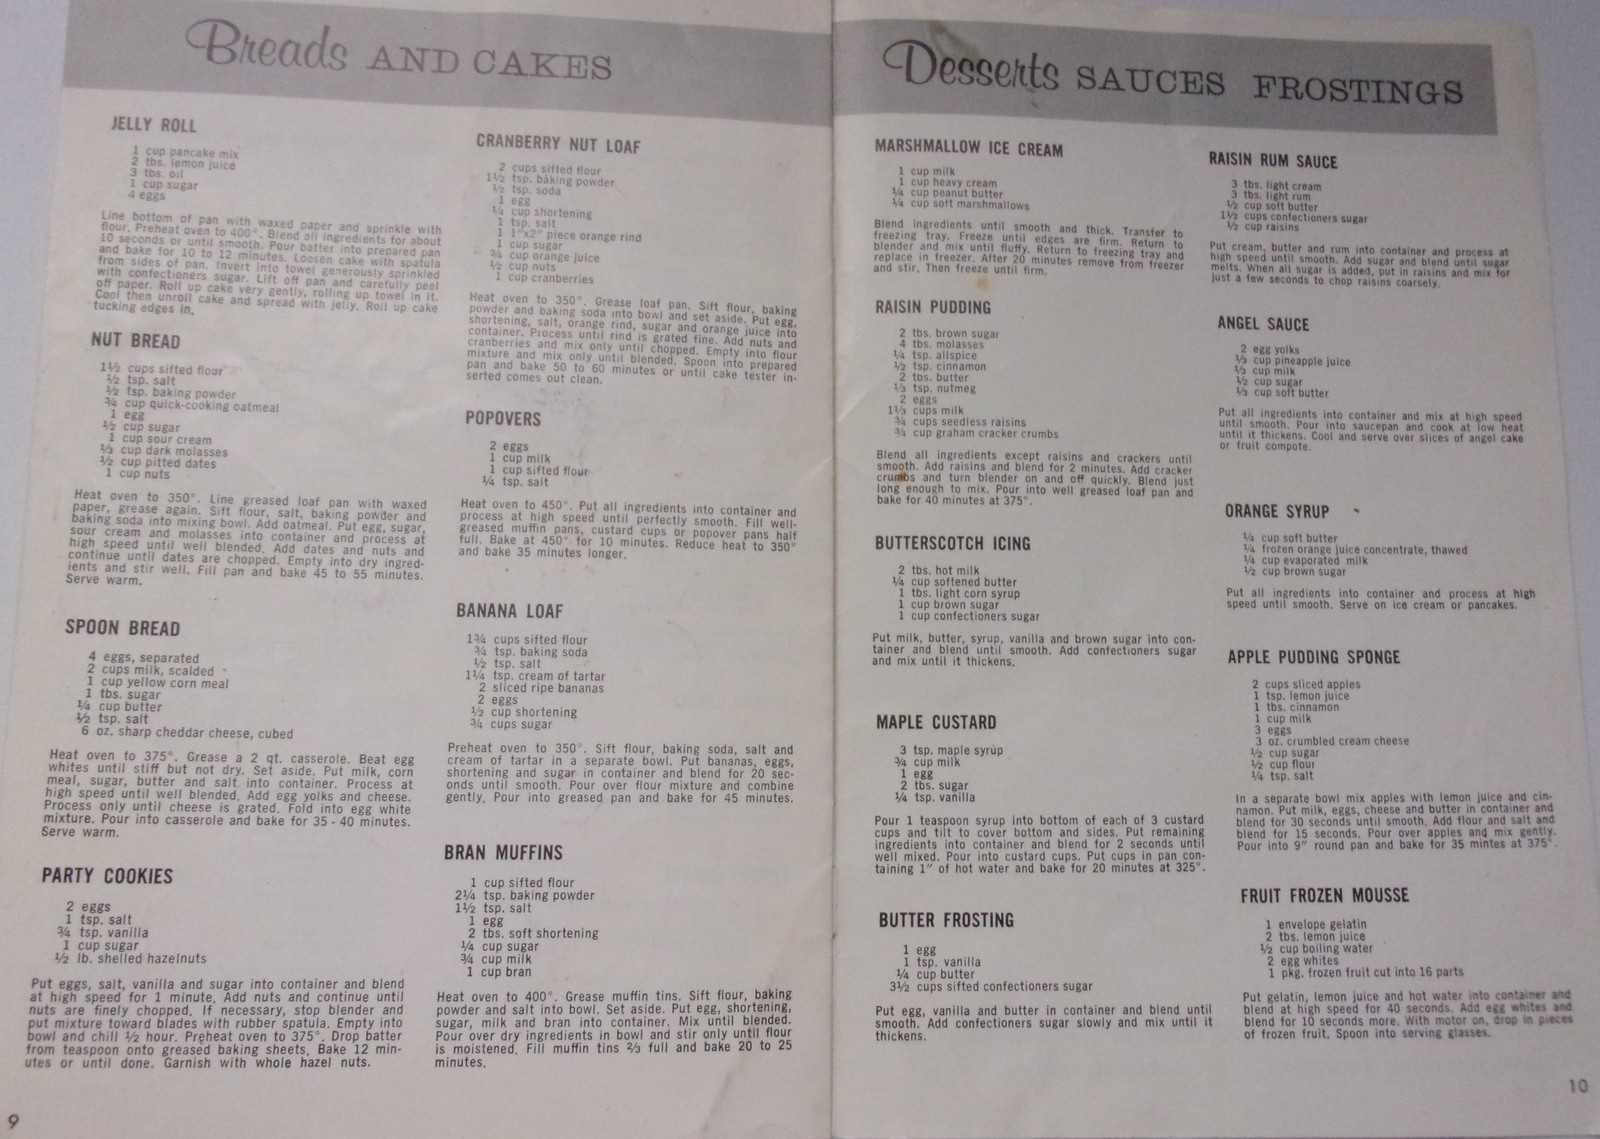 Breads AND CAKES
JELLY ROLL
1 cup pancake mix
2 tbs. lemon juice
3 tbs. oil
1 cup sugar
4 eggs
Line bottom of pan with waxed paper and sprinkle with
flour. Preheat oven to 400°. Blend all ingredients for about
10 seconds or until smooth. Pour batter into prepared pan
and bake for 10 to 12 minutes. Loosen cake with spatula
from sides of pan. Invert into towel generously sprinkled
with confectioners sugar. Lift off pan and carefully peel
off paper. Roll up cake very gently, rolling up towel in it.
Cool then unroll cake and spread with jelly. Roll up cake
tucking edges in.
NUT BREAD
1½ cups sifted flour
½ tsp. salt
½ tsp. baking powder
¾ cup quick-cooking oatmeal
1 egg
½ cup sugar
1 cup sour cream
⅓ cup dark molasses
½ cup pitted dates
1 cup nuts
Heat oven to 350°. Line greased loaf pan with waxed
paper, grease again. Sift flour, salt, baking powder and
baking soda into mixing bowl. Add oatmeal. Put egg, sugar,
sour cream and molasses into container and process at
high speed until well blended. Add dates and nuts and
continue until dates are chopped. Empty into dry ingred-
ients and stir well. Fill pan and bake 45 to 55 minutes.
Serve warm.
SPOON BREAD
4 eggs, separated
2 cups milk, scalded
1 cup yellow corn meal
1 tbs. sugar
¼ cup butter
½ tsp. salt
6 oz. sharp cheddar cheese, cubed
Heat oven to 375°. Grease a 2 qt. casserole. Beat egg
whites until stiff but not dry. Set aside. Put milk, corn
meal, sugar, butter and salt into container. Process at
high speed until well blended. Add egg yolks and cheese.
Process only until cheese is grated. Fold into egg white
mixture. Pour into casserole and bake for 35 - 40 minutes.
Serve warm.
PARTY COOKIES
2 eggs
1 tsp. salt
¾ tsp. vanilla
1 cup sugar
½ lb. shelled hazelnuts
Put eggs, salt, vanilla and sugar into container and blend
at high speed for 1 minute. Add nuts and continue until
nuts are finely chopped. If necessary, stop blender and
put mixture toward blades with rubber spatula. Empty into
bowl and chill ½ hour. Preheat oven to 375°. Drop batter
from teaspoon onto greased baking sheets. Bake 12 min-
utes or until done. Garnish with whole hazel nuts.
9
CRANBERRY NUT LOAF
2 cups sifted flour
1½ tsp. baking powder
½ tsp. soda
1 egg
¼ cup shortening
1 tsp. salt
1 1"x2" piece orange rind
1 cup sugar
¾ cup orange juice
½ cup nuts
1 cup cranberries
Heat oven to 350°. Grease loaf pan. Sift flour, baking
powder and baking soda into bowl and set aside. Put egg,
shortening, salt, orange rind, sugar and orange juice into
container. Process until rind is grated fine. Add nuts and
cranberries and mix only until chopped. Empty into flour
mixture and mix only until blended. Spoon into prepared
pan and bake 50 to 60 minutes or until cake tester in-
serted comes out clean.
POPOVERS
2 eggs
1 cup milk
1 cup sifted flour
¼ tsp. salt
Heat oven to 450°. Put all ingredients into container and
process at high speed until perfectly smooth. Fill well-
greased muffin pans, custard cups or popover pans half
full. Bake at 450° for 10 minutes. Reduce heat to 350°
and bake 35 minutes longer.
BANANA LOAF
1¾ cups sifted flour
¾ tsp. baking soda
½ tsp. salt
1¼ tsp. cream of tartar
2 sliced ripe bananas
2 eggs
½ cup shortening
¾ cups sugar
Preheat oven to 350°. Sift flour, baking soda, salt and
cream of tartar in a separate bowl. Put bananas, eggs,
shortening and sugar in container and blend for 20 sec-
onds until smooth. Pour over flour mixture and combine
gently. Pour into greased pan and bake for 45 minutes.
BRAN MUFFINS
1 cup sifted flour
2¼ tsp. baking powder
1½ tsp. salt
1 egg
2 tbs. soft shortening
¼ cup sugar
¾ cup milk
1 cup bran
Heat oven to 400°. Grease muffin tins. Sift flour, baking
powder and salt into bowl. Set aside. Put egg, shortening,
sugar, milk and bran into container. Mix until blended.
Pour over dry ingredients in bowl and stir only until flour
is moistened. Fill muffin tins ⅔ full and bake 20 to 25
minutes.
Desserts SAUCES FROSTINGS
MARSHMALLOW ICE CREAM
1 cup milk
1 cup heavy cream
¼ cup peanut butter
¼ cup soft marshmallows
Blend ingredients until smooth and thick. Transfer to
freezing tray. Freeze until edges are firm. Return to
blender and mix until fluffy. Return to freezing tray and
replace in freezer. After 20 minutes remove from freezer
and stir. Then freeze until firm.
RAISIN PUDDING
2 tbs. brown sugar
4 tbs. molasses
¼ tsp. allspice
½ tsp. cinnamon
2 tbs. butter
⅓ tsp. nutmeg
2 eggs
1⅓ cups milk
¾ cups seedless raisins
¾ cup graham cracker crumbs
Blend all ingredients except raisins and crackers until
smooth. Add raisins and blend for 2 minutes. Add cracker
crumbs and turn blender on and off quickly. Blend just
long enough to mix. Pour into well greased loaf pan and
bake for 40 minutes at 375°.
BUTTERSCOTCH ICING
2 tbs. hot milk
¼ cup softened butter
1 tbs. light corn syrup
1 cup brown sugar
1 cup confectioners sugar
Put milk, butter, syrup, vanilla and brown sugar into con-
tainer and blend until smooth. Add confectioners sugar
and mix until it thickens.
MAPLE CUSTARD
3 tsp. maple syrup
¾ cup milk
1 egg
2 tbs. sugar
¼ tsp. vanilla
Pour 1 teaspoon syrup into bottom of each of 3 custard
cups and tilt to cover bottom and sides. Put remaining
ingredients into container and blend for 2 seconds until
well mixed. Pour into custard cups. Put cups in pan con-
taining 1" of hot water and bake for 20 minutes at 325°.
BUTTER FROSTING
1 egg
1 tsp. vanilla
¼ cup butter
3½ cups sifted confectioners sugar
Put egg, vanilla and butter in container and blend until
smooth. Add confectioners sugar slowly and mix until it
thickens.
RAISIN RUM SAUCE
3 tbs. light cream
3 tbs. light rum
½ cup soft butter
1½ cups confectioners sugar
½ cup raisins
Put cream, butter and rum into container and process at
high speed until smooth. Add sugar and blend until sugar
melts. When all sugar is added, put in raisins and mix for
just a few seconds to chop raisins coarsely.
ANGEL SAUCE
2 egg yolks
⅓ cup pineapple juice
⅓ cup milk
½ cup sugar
⅓ cup soft butter
Put all ingredients into container and mix at high speed
until smooth. Pour into saucepan and cook at low heat
until it thickens. Cool and serve over slices of angel cake
or fruit compote.
ORANGE SYRUP
¼ cup soft butter
¼ frozen orange juice concentrate, thawed
¼ cup evaporated milk
½ cup brown sugar
Put all ingredients into container and process at high
speed until smooth. Serve on ice cream or pancakes.
APPLE PUDDING SPONGE
2 cups sliced apples
1 tsp. lemon juice
1 tbs. cinnamon
1 cup milk
3 eggs
3 oz. crumbled cream cheese
½ cup sugar
½ cup flour
¼ tsp. salt
In a separate bowl mix apples with lemon juice and cin-
namon. Put milk, eggs, cheese and butter in container and
blend for 30 seconds until smooth. Add flour and salt and
blend for 15 seconds. Pour over apples and mix gently.
Pour into 9" round pan and bake for 35 mintes at 375°.
FRUIT FROZEN MOUSSE
1 envelope gelatin
2 tbs. lemon juice
½ cup boiling water
2 egg whites
1 pkg. frozen fruit cut into 16 parts
Put gelatin, lemon juice and hot water into container and
blend at high speed for 40 seconds. Add egg whites and
blend for 10 seconds more. With motor on, drop in pieces
of frozen fruit. Spoon into serving glasses.
10